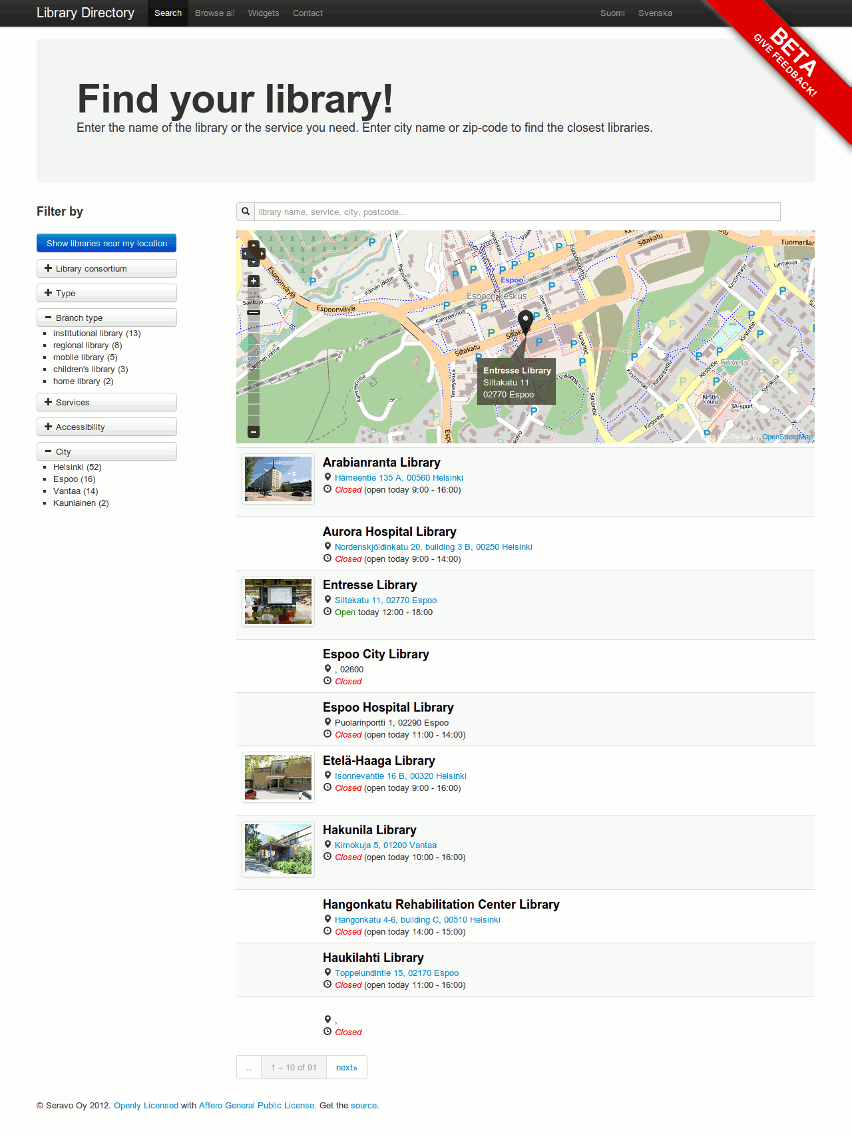 Library Directory
Search
Browse all
Widgets
Contact
Suomi
Svenska
BETA
GIVE FEEDBACK!
Find your library!
Enter the name of the library or the service you need. Enter city name or zip-code to find the closest libraries.
Filter by
Show libraries near my location
Library consortium
Type
Branch type
institutional library (13)
regional library (8)
mobile library (5)
children's library (3)
home library (2)
Services
Accessibility
City
Helsinki (52)
Espoo (16)
Vantaa (14)
Kauniainen (2)
library name, service, city, postcode...
Siltakatu
Tuomarilan
Espoo
Espoon keskus
Espoonväylä
Espoonväylä
Siltakatu
Siltakatu
Sunantie
Kirstintie
Kirstin koulu
3A-sport
Suvela
Entresse Library
Siltakatu 11
02770 Espoo
OpenStreetMap
Arabianranta Library
Hämeentie 135 A, 00560 Helsinki
Closed (open today 9:00 - 16:00)
Aurora Hospital Library
Nordenskjöldinkatu 20, building 3 B, 00250 Helsinki
Closed (open today 9:00 - 14:00)
Entresse Library
Siltakatu 11, 02770 Espoo
Open today 12:00 - 18:00
Espoo City Library
, 02600
Closed
Espoo Hospital Library
Puolarinportti 1, 02290 Espoo
Closed (open today 11:00 - 14:00)
Etelä-Haaga Library
Isonnevantie 16 B, 00320 Helsinki
Closed (open today 9:00 - 16:00)
Hakunila Library
Kimokuja 5, 01200 Vantaa
Closed (open today 10:00 - 16:00)
Hangonkatu Rehabilitation Center Library
Hangonkatu 4-6, building C, 00510 Helsinki
Closed (open today 14:00 - 15:00)
Haukilahti Library
Toppelundintie 15, 02170 Espoo
Closed (open today 11:00 - 16:00)
,
Closed
..
1 – 10 of 91
next»
© Seravo Oy 2012. Openly Licensed with Affero General Public License. Get the source.